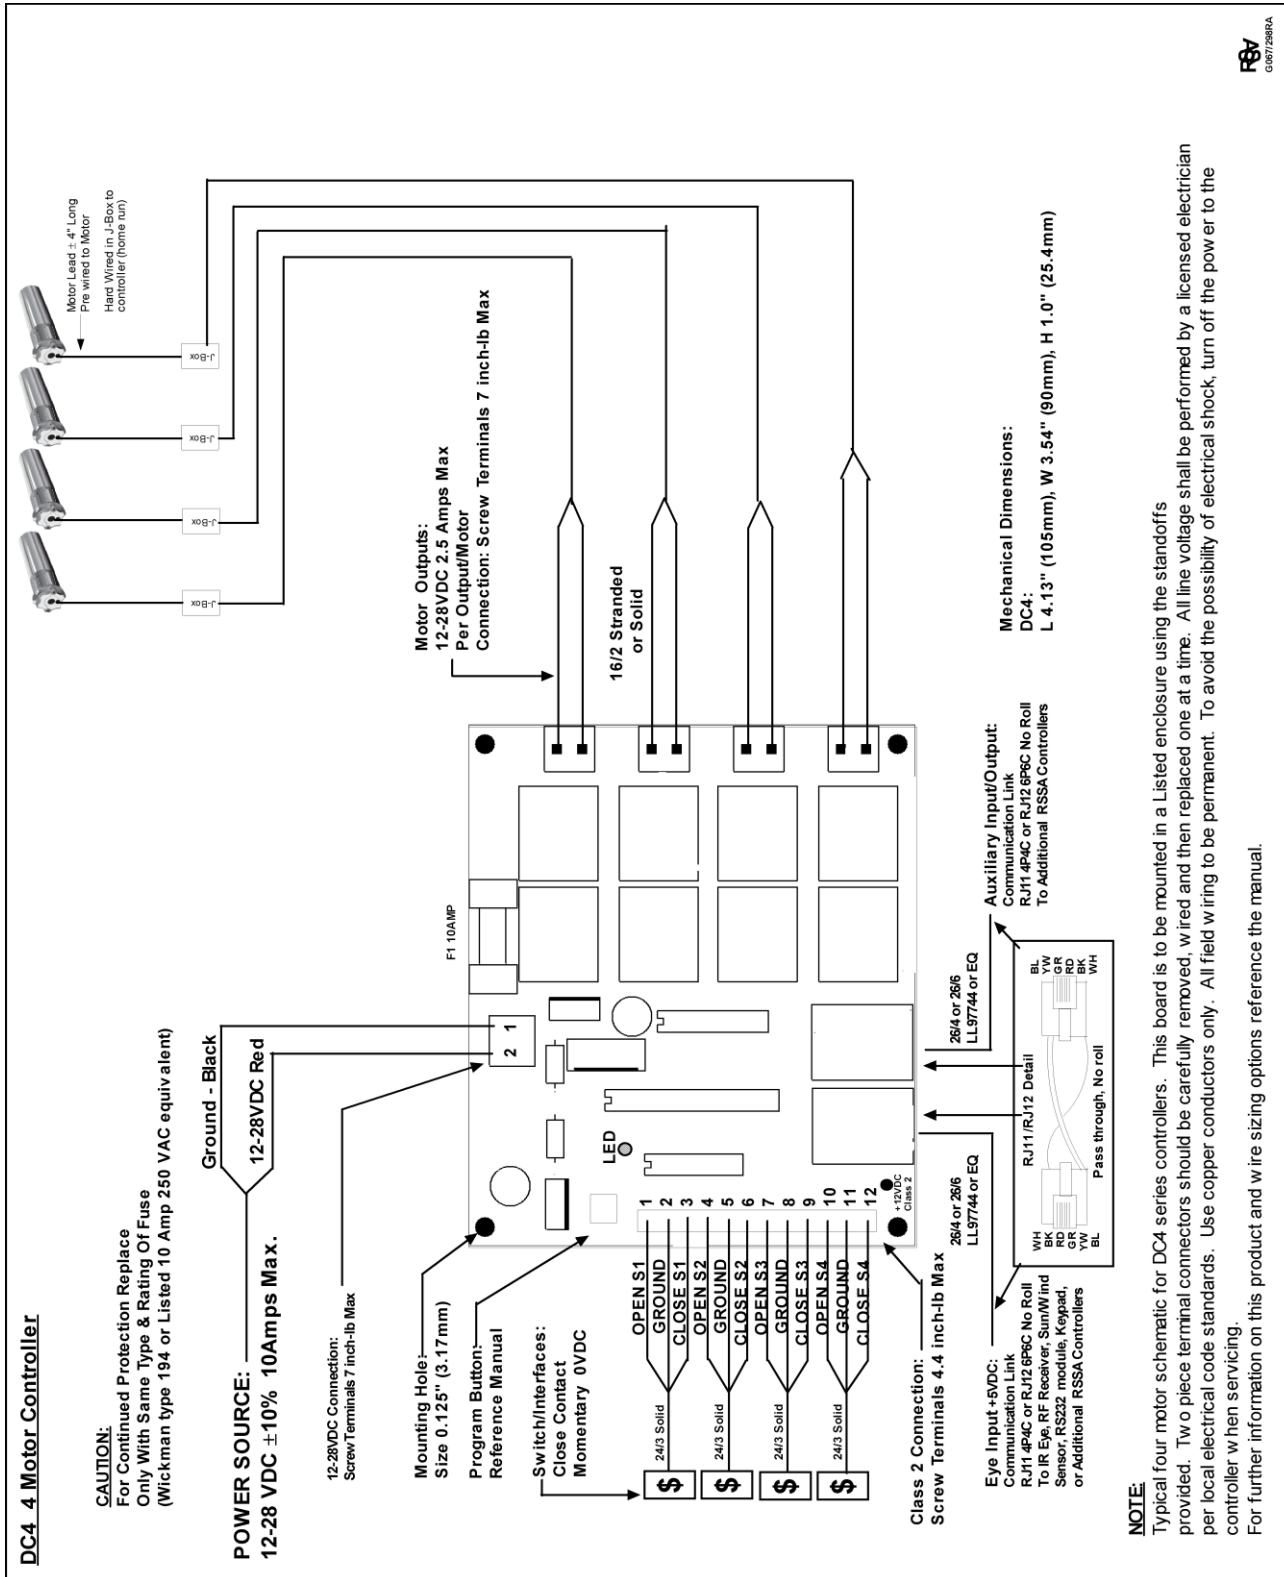 DC4  4 Motor Controller
CAUTION:
For Continued Protection Replace
Only With Same Type & Rating Of Fuse
(Wickman type 194 or Listed 10 Amp 250 VAC equivalent)
POWER SOURCE:
12-28 VDC ±10%  10Amps Max.
Ground - Black
12-28VDC Red
12-28VDC Connection:
Screw Terminals 7 inch-lb Max
Mounting Hole:
Size 0.125" (3.17mm)
Program Button:
Reference Manual
Switch/Interfaces:
Close Contact
Momentary 0VDC
F1 10AMP
2
1
LED
Motor Lead ± 4" Long
Pre wired to Motor
Hard Wired in J-Box to
controller (home run)
J-Box
J-Box
J-Box
J-Box
Motor Outputs:
12-28VDC 2.5 Amps Max
Per Output/Motor
Connection: Screw Terminals 7 inch-lb Max
16/2 Stranded
or Solid
24/3 Solid
24/3 Solid
24/3 Solid
24/3 Solid
$
$
$
$
OPEN S1
GROUND
CLOSE S1
OPEN S2
GROUND
CLOSE S2
OPEN S3
GROUND
CLOSE S3
OPEN S4
GROUND
CLOSE S4
1
2
3
4
5
6
7
8
9
10
11
12
+12VDC
Class 2
Class 2 Connection:
Screw Terminals 4.4 inch-lb Max
26/4 or 26/6
LL97744 or EQ
26/4 or 26/6
LL97744 or EQ
Eye Input +5VDC:
Communication Link
RJ11 4P4C or RJ12 6P6C No Roll
To IR Eye, RF Receiver, Sun/Wind
Sensor, RS232 module, Keypad,
or Additional RSSA Controllers
RJ11/RJ12 Detail
WH
BK
RD
GR
YW
BL
BL
YW
GR
RD
BK
WH
Pass through, No roll
Auxiliary Input/Output:
Communication Link
RJ11 4P4C or RJ12 6P6C No Roll
To Additional RSSA Controllers
Mechanical Dimensions:
DC4:
L 4.13" (105mm), W 3.54" (90mm), H 1.0" (25.4mm)
NOTE:
Typical four motor schematic for DC4 series controllers.  This board is to be mounted in a Listed enclosure using the standoffs
provided.  Two piece terminal connectors should be carefully removed, wired and then replaced one at a time.  All line voltage shall be performed by a licensed electrician
per local electrical code standards.  Use copper conductors only.  All field wiring to be permanent.  To avoid the possibility of electrical shock, turn off the power to the
controller when servicing.
For further information on this product and wire sizing options reference the manual.
G067/298RA